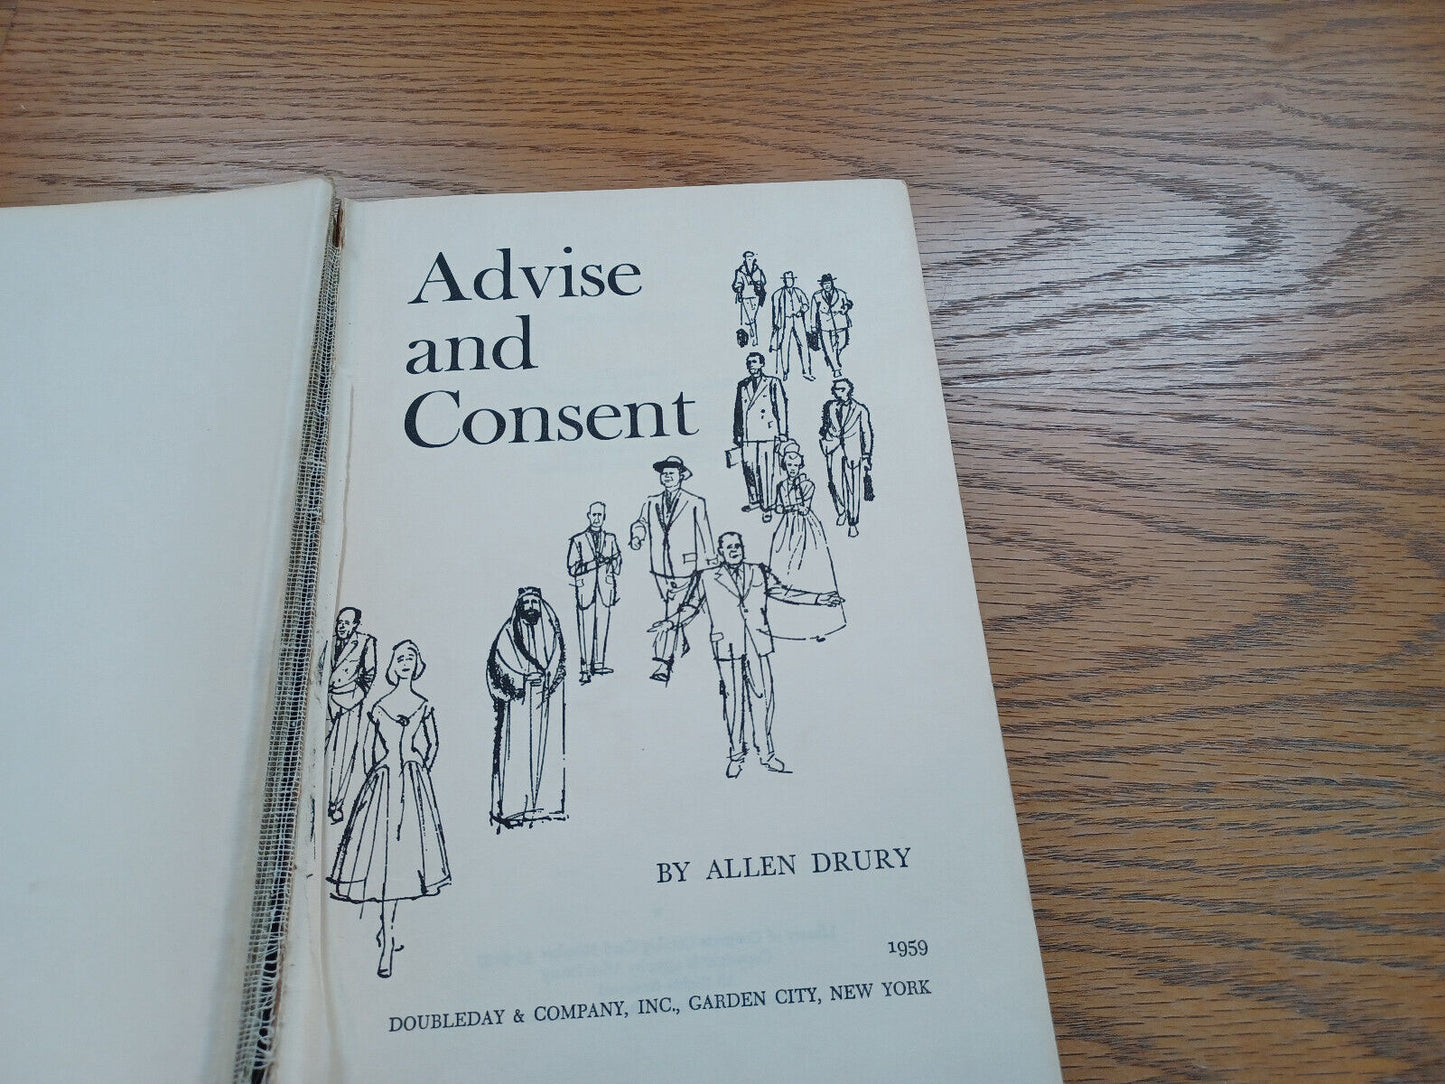 Advise
and
Consent
BY ALLEN DRURY
1959
DOUBLEDAY & COMPANY, INC., GARDEN CITY, NEW YORK